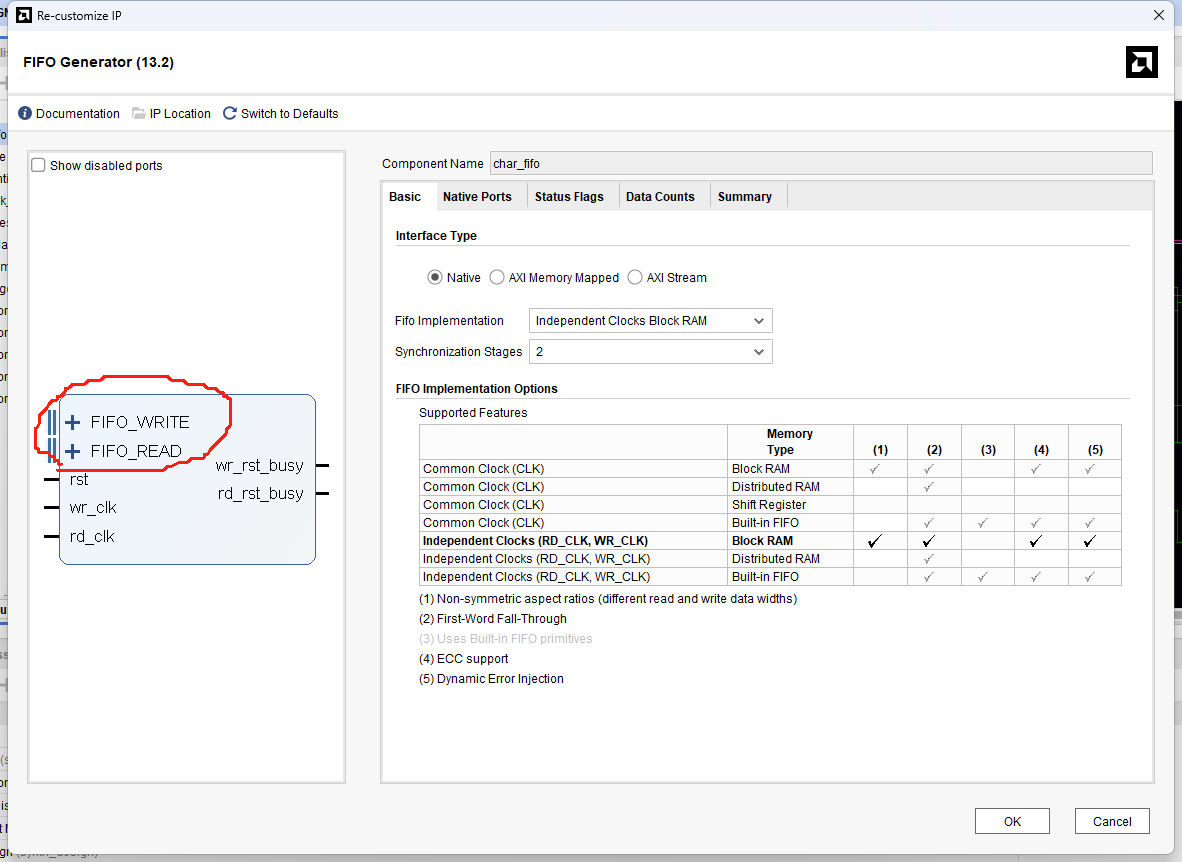 Re-customize IP
FIFO Generator (13.2)
Documentation IP Location Switch to Defaults
Show disabled ports
FIFO_WRITE
FIFO_READ
rst
wr_clk
rd_clk
wr_rst_busy
rd_rst_busy
Component Name char_fifo
Basic Native Ports Status Flags Data Counts Summary
Interface Type
Native AXI Memory Mapped AXI Stream
Fifo Implementation Independent Clocks Block RAM
Synchronization Stages 2
FIFO Implementation Options
Supported Features
Memory
Type (1) (2) (3) (4) (5)
Common Clock (CLK) Block RAM ✓ ✓ ✓ ✓
Common Clock (CLK) Distributed RAM ✓
Common Clock (CLK) Shift Register
Common Clock (CLK) Built-in FIFO ✓ ✓ ✓ ✓
Independent Clocks (RD_CLK, WR_CLK) Block RAM ✓ ✓ ✓ ✓
Independent Clocks (RD_CLK, WR_CLK) Distributed RAM ✓
Independent Clocks (RD_CLK, WR_CLK) Built-in FIFO ✓ ✓ ✓ ✓
(1) Non-symmetric aspect ratios (different read and write data widths)
(2) First-Word Fall-Through
(3) Uses Built-in FIFO primitives
(4) ECC support
(5) Dynamic Error Injection
OK Cancel